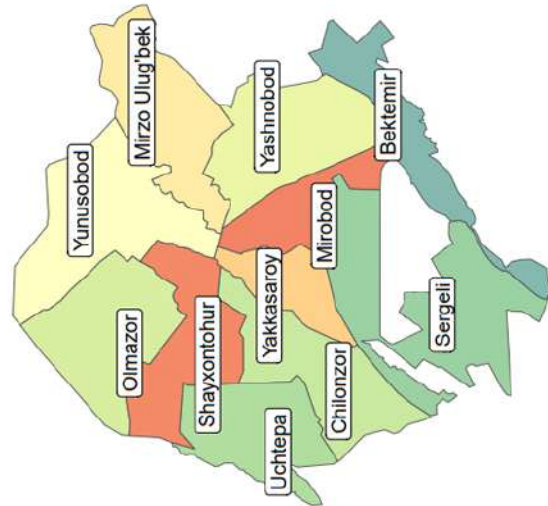 Yunusobod
Mirzo Ulug'bek
Olmazor
Yashnobod
Shayxontohur
Bektemir
Yakkasaroy
Mirobod
Uchtepa
Chilonzor
Sergeli